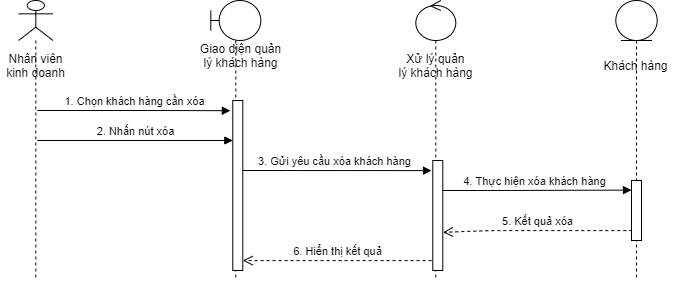 Nhân viên
kinh doanh
Giao diện quản
lý khách hàng
Xử lý quản
lý khách hàng
Khách hàng
1. Chọn khách hàng cần xóa
2. Nhấn nút xóa
3. Gửi yêu cầu xóa khách hàng
4. Thực hiện xóa khách hàng
5. Kết quả xóa
6. Hiển thị kết quả